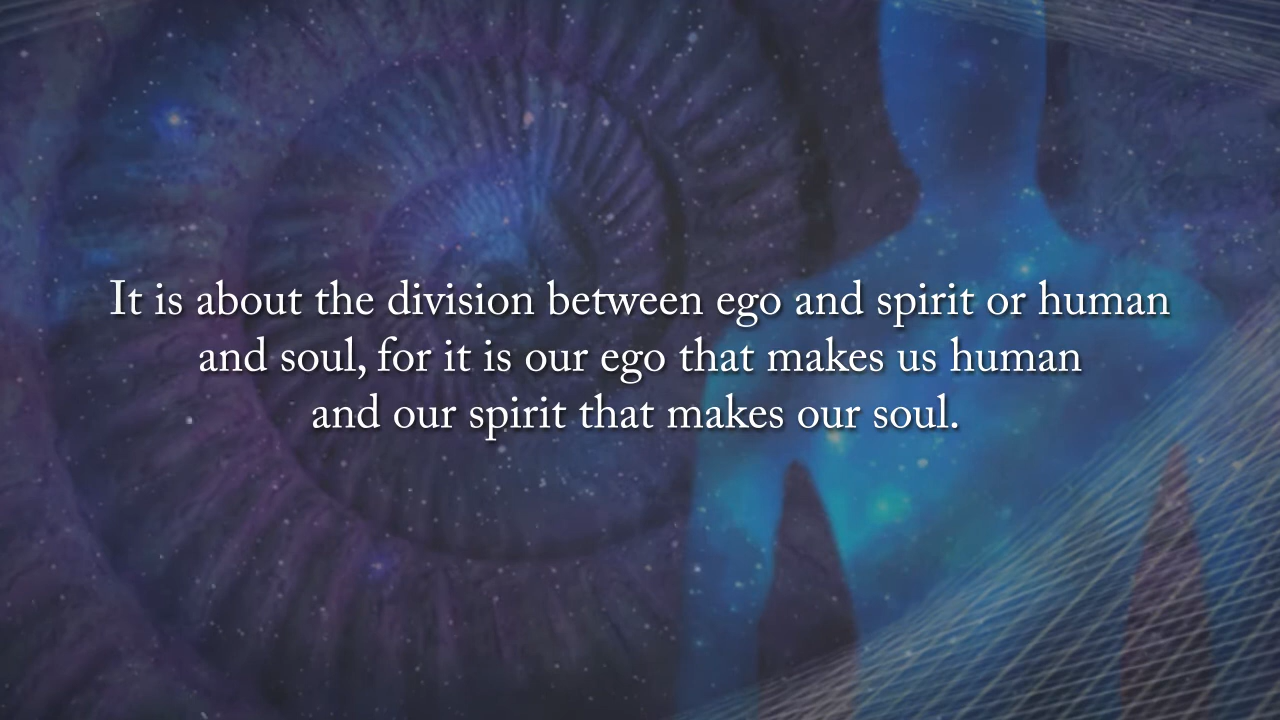 It is about the division between ego and spirit or human
and soul, for it is our ego that makes us human
and our spirit that makes our soul.